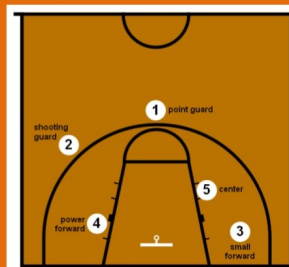 1
point guard
shooting
guard
2
5
center
power
forward
4
3
small
forward